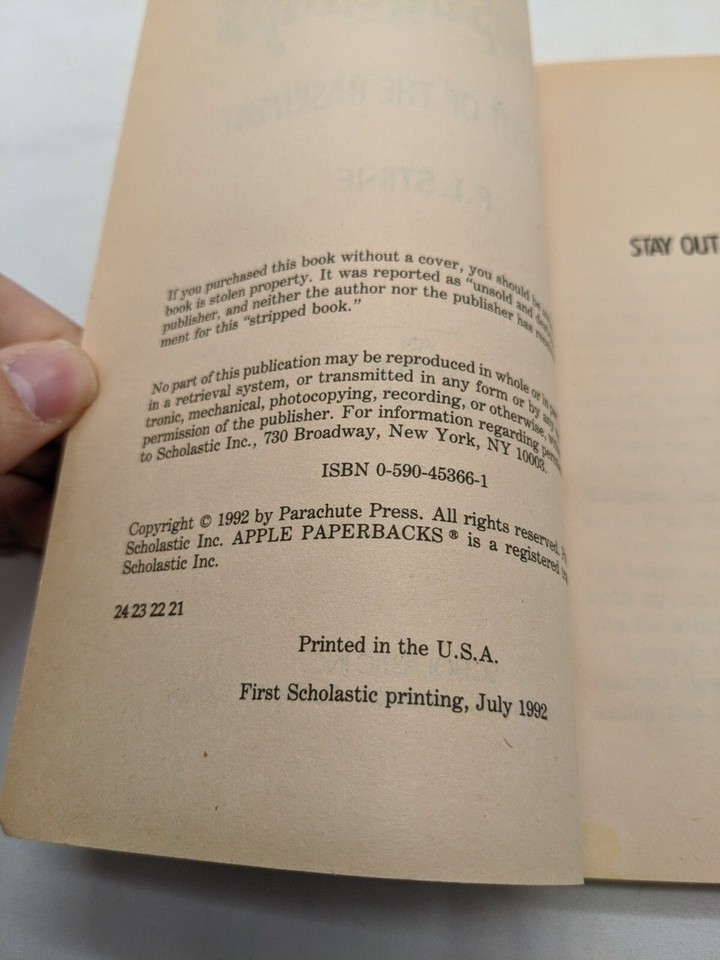 If you purchased this book without a cover, you should be
book is stolen property. It was reported as "unsold and
publisher, and neither the author nor the publisher has
ment for this "stripped book."
No part of this publication may be reproduced in whole or in
in a retrieval system, or transmitted in any form or by any
tronic, mechanical, photocopying, recording, or otherwise,
permission of the publisher. For information regarding
to Scholastic Inc., 730 Broadway, New York, NY 10003.
ISBN 0-590-45366-1
Copyright © 1992 by Parachute Press. All rights reserved.
Scholastic Inc. APPLE PAPERBACKS ® is a registered
Scholastic Inc.
24 23 22 21
Printed in the U.S.A.
First Scholastic printing, July 1992
STAY OUT